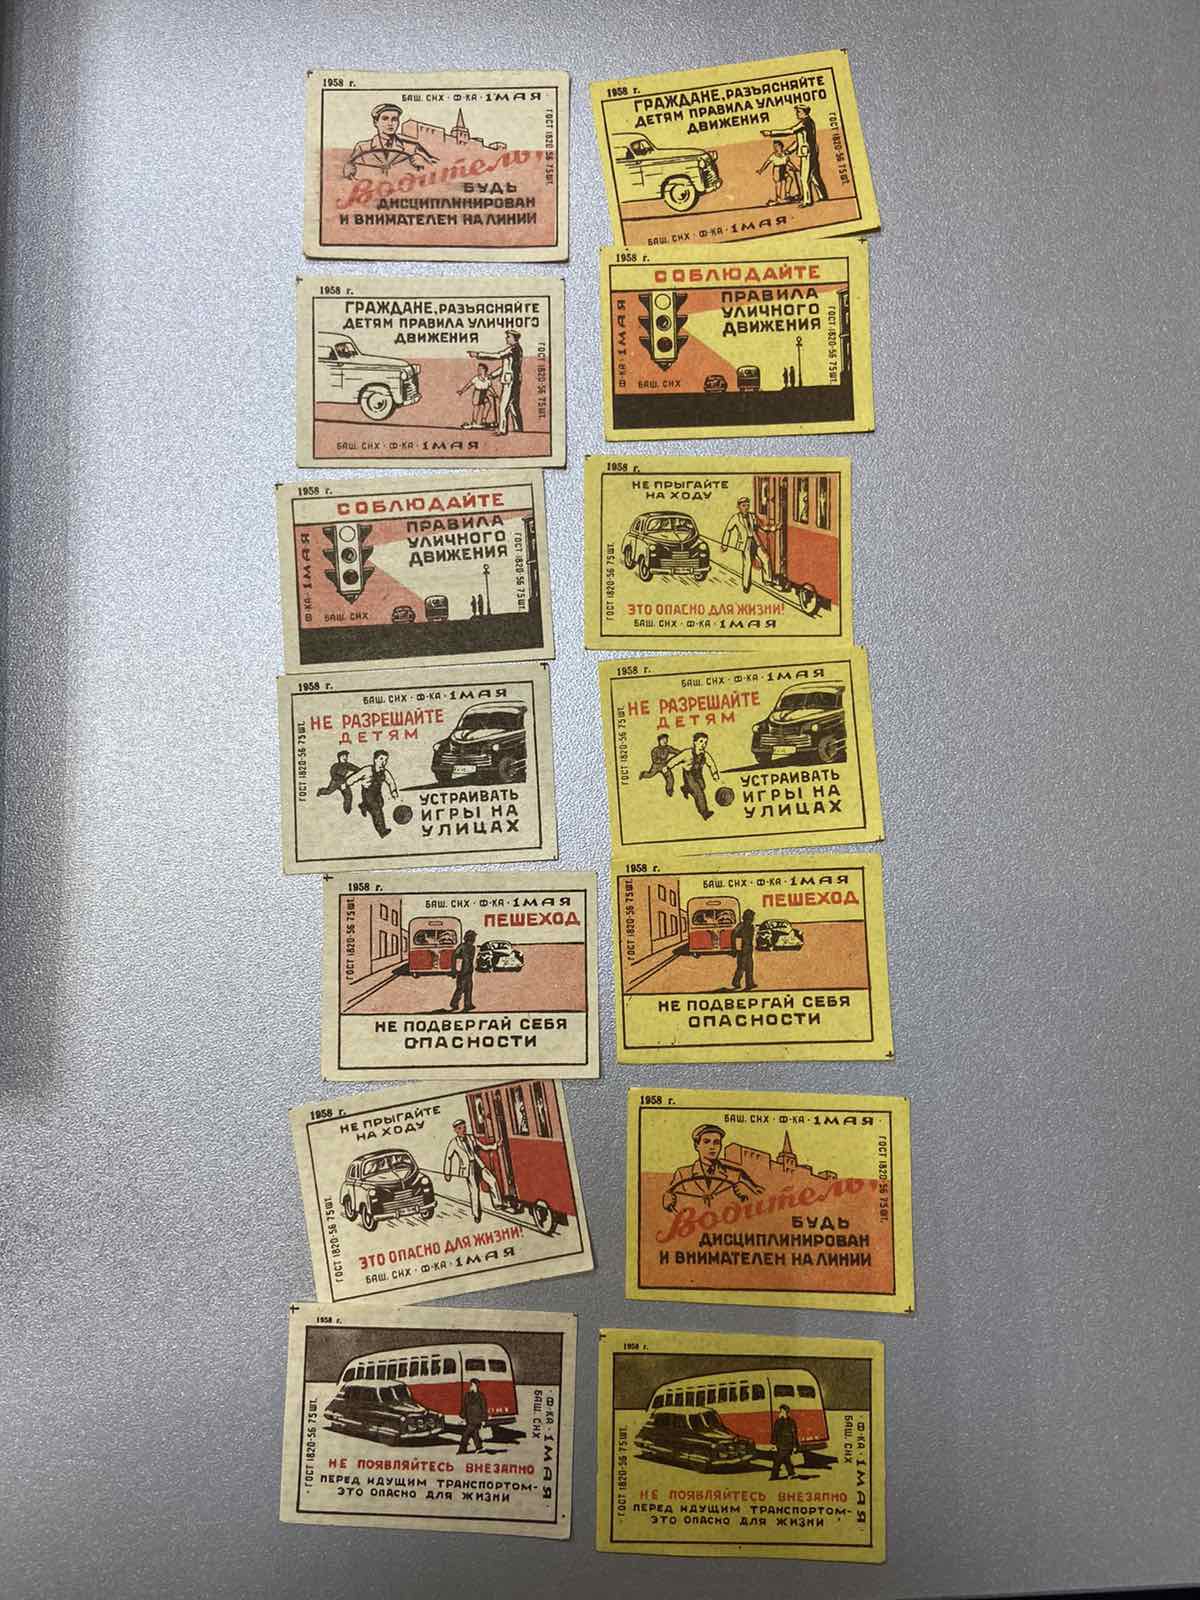 1958 г.
БАШ. СНХ · Ф-КА · 1 МАЯ ·
Водитель!
БУДЬ
ДИСЦИПЛИНИРОВАН
И ВНИМАТЕЛЕН НА ЛИНИИ
ГОСТ 1820-56 75 ШТ.
1958 г.
ГРАЖДАНЕ, РАЗЪЯСНЯЙТЕ
ДЕТЯМ ПРАВИЛА УЛИЧНОГО
ДВИЖЕНИЯ
ГОСТ 1820-56 75 ШТ.
БАШ. СНХ · Ф-КА · 1 МАЯ ·
1958 г.
ГРАЖДАНЕ, РАЗЪЯСНЯЙТЕ
ДЕТЯМ ПРАВИЛА УЛИЧНОГО
ДВИЖЕНИЯ
ГОСТ 1820-56 75 ШТ.
БАШ. СНХ · Ф-КА · 1 МАЯ
1958 г.
СОБЛЮДАЙТЕ
ПРАВИЛА
УЛИЧНОГО
ДВИЖЕНИЯ
Ф-КА · 1 МАЯ
БАШ. СНХ
ГОСТ 1820-56 75 ШТ.
1958 г.
СОБЛЮДАЙТЕ
ПРАВИЛА
УЛИЧНОГО
ДВИЖЕНИЯ
Ф-КА · 1 МАЯ
БАШ. СНХ
ГОСТ 1820-56 75 ШТ.
1958 г.
НЕ ПРЫГАЙТЕ
НА ХОДУ
ГОСТ 1820-56 75 ШТ.
ЭТО ОПАСНО ДЛЯ ЖИЗНИ!
БАШ. СНХ · Ф-КА · 1 МАЯ
1958 г.
БАШ. СНХ · Ф-КА · 1 МАЯ
НЕ РАЗРЕШАЙТЕ
ДЕТЯМ
УСТРАИВАТЬ
ИГРЫ НА
УЛИЦАХ
ГОСТ 1820-56 75 ШТ.
1958 г.
БАШ. СНХ · Ф-КА · 1 МАЯ
НЕ РАЗРЕШАЙТЕ
ДЕТЯМ
УСТРАИВАТЬ
ИГРЫ НА
УЛИЦАХ
ГОСТ 1820-56 75 ШТ.
1958 г.
БАШ. СНХ · Ф-КА · 1 МАЯ
ПЕШЕХОД
ГОСТ 1820-56 75 ШТ.
НЕ ПОДВЕРГАЙ СЕБЯ
ОПАСНОСТИ
1958 г.
БАШ. СНХ · Ф-КА · 1 МАЯ
ПЕШЕХОД
ГОСТ 1820-56 75 ШТ.
НЕ ПОДВЕРГАЙ СЕБЯ
ОПАСНОСТИ
1958 г.
НЕ ПРЫГАЙТЕ
НА ХОДУ
ГОСТ 1820-56 75 ШТ.
ЭТО ОПАСНО ДЛЯ ЖИЗНИ!
БАШ. СНХ · Ф-КА · 1 МАЯ
1958 г.
БАШ. СНХ · Ф-КА · 1 МАЯ ·
Водитель!
БУДЬ
ДИСЦИПЛИНИРОВАН
И ВНИМАТЕЛЕН НА ЛИНИИ
ГОСТ 1820-56 75 ШТ.
1958 г.
ГОСТ 1820-56 75 ШТ.
· Ф-КА · 1 МАЯ ·
БАШ. СНХ
НЕ ПОЯВЛЯЙТЕСЬ ВНЕЗАПНО
ПЕРЕД ИДУЩИМ ТРАНСПОРТОМ-
ЭТО ОПАСНО ДЛЯ ЖИЗНИ
1958 г.
ГОСТ 1820-56 75 ШТ.
· Ф-КА · 1 МАЯ ·
БАШ. СНХ
НЕ ПОЯВЛЯЙТЕСЬ ВНЕЗАПНО
ПЕРЕД ИДУЩИМ ТРАНСПОРТОМ-
ЭТО ОПАСНО ДЛЯ ЖИЗНИ